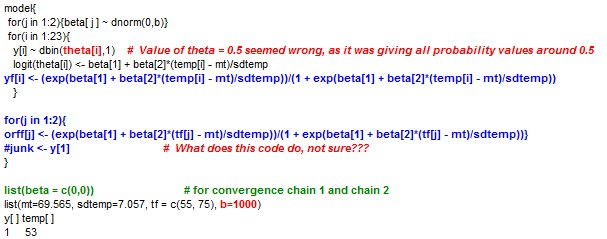 model{
for(j in 1:2){beta[ j ] ~ dnorm(0,b)}
for(i in 1:23){
y[i] ~ dbin(theta[i],1) # Value of theta = 0.5 seemed wrong, as it was giving all probability values around 0.5
logit(theta[i]) <- beta[1] + beta[2]*(temp[i] - mt)/sdtemp
yf[i] <- (exp(beta[1] + beta[2]*(temp[i] - mt)/sdtemp))/(1 + exp(beta[1] + beta[2]*(temp[i] - mt)/sdtemp))
}
for(j in 1:2){
orff[j] <- (exp(beta[1] + beta[2]*(tf[j] - mt)/sdtemp))/(1 + exp(beta[1] + beta[2]*(tf[j] - mt)/sdtemp))}
#junk <- y[1] # What does this code do, not sure???
}
list(beta = c(0,0)) # for convergence chain 1 and chain 2
list(mt=69.565, sdtemp=7.057, tf = c(55, 75), b=1000)
y[ ] temp[ ]
1 53